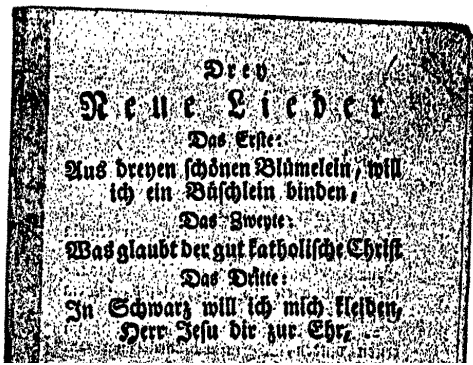 Drey
Neue Lieder
Das Erste:
Aus dreyen schönen Blümelein, will
ich ein Büschlein binden,
Das Zweyte:
Was glaubt der gut katholische Christ
Das Dritte:
In Schwarz will ich mich kleiden,
Herr Jesu dir zur Ehr,